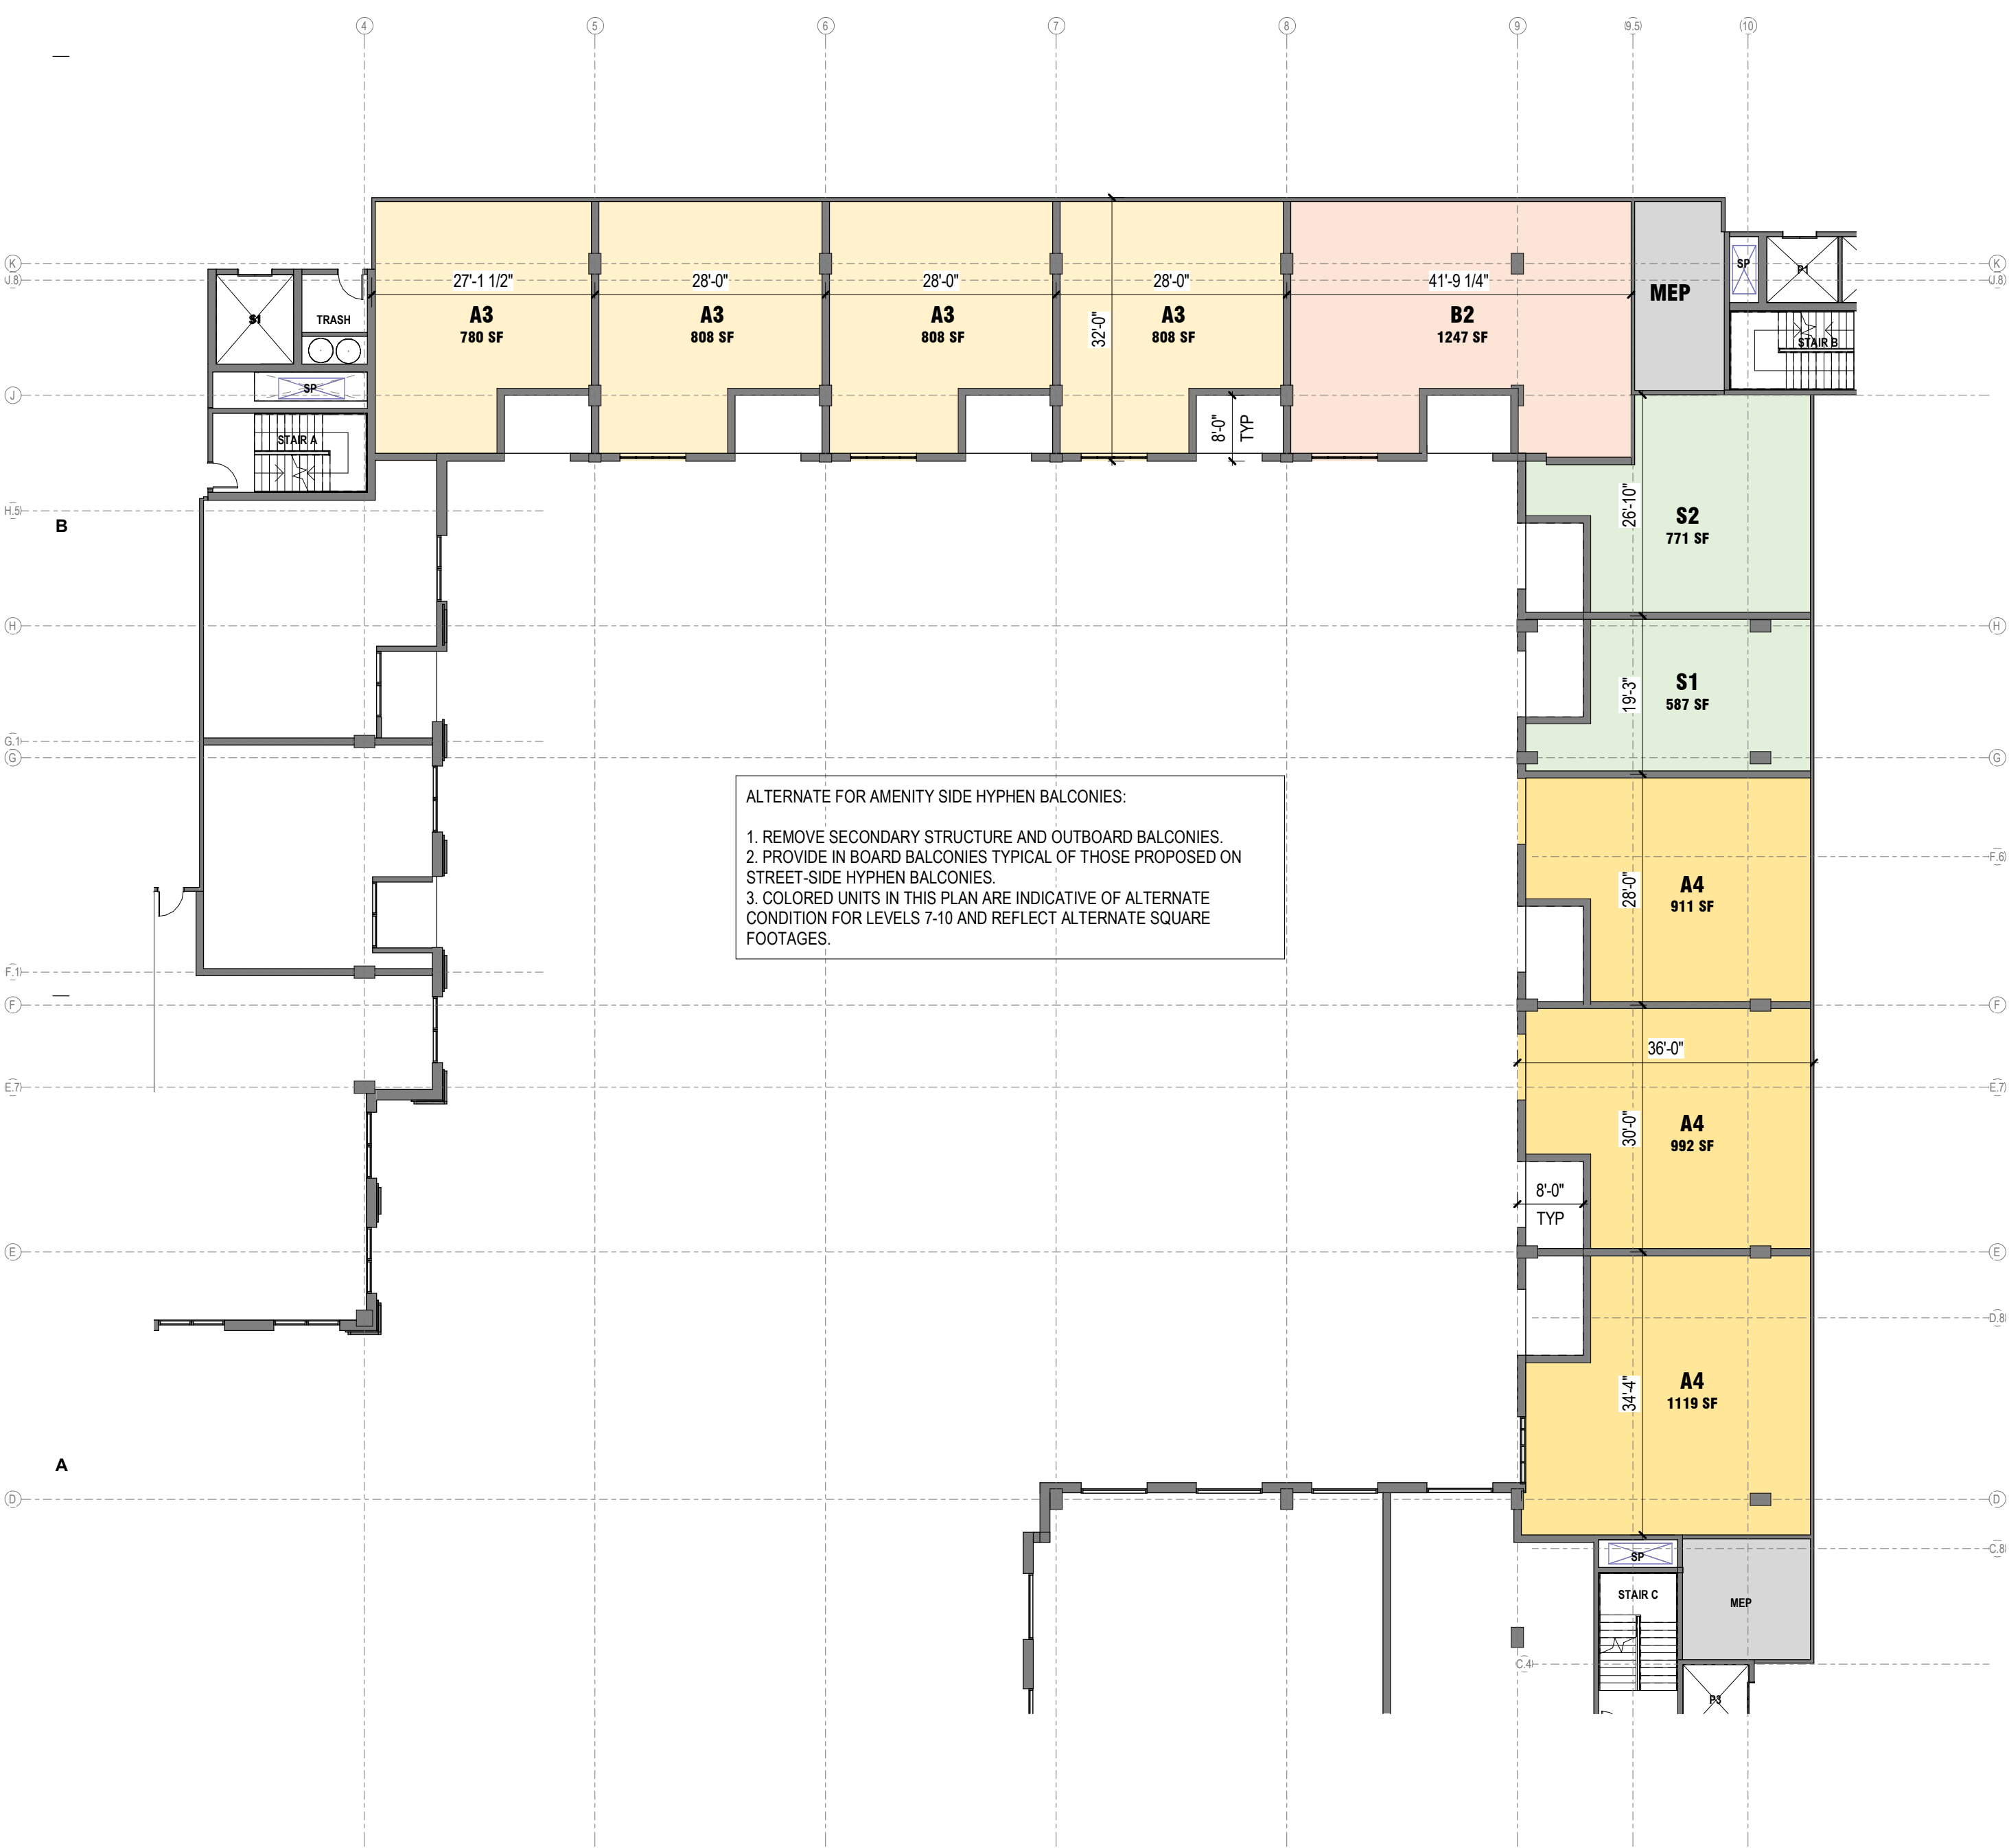 4
5
6
7
8
9
9.5
10
K
J.8
K
J.8
27'-1 1/2"
28'-0"
28'-0"
28'-0"
41'-9 1/4"
A3
780 SF
A3
808 SF
A3
808 SF
A3
808 SF
B2
1247 SF
32'-0"
MEP
S1
TRASH
SP
STAIR A
SP
P1
STAIR B
J
8'-0"
TYP
H.5
B
26'-10"
S2
771 SF
H
H
19'-3"
S1
587 SF
G.1
G
G
ALTERNATE FOR AMENITY SIDE HYPHEN BALCONIES:
1. REMOVE SECONDARY STRUCTURE AND OUTBOARD BALCONIES.
2. PROVIDE IN BOARD BALCONIES TYPICAL OF THOSE PROPOSED ON
STREET-SIDE HYPHEN BALCONIES.
3. COLORED UNITS IN THIS PLAN ARE INDICATIVE OF ALTERNATE
CONDITION FOR LEVELS 7-10 AND REFLECT ALTERNATE SQUARE
FOOTAGES.
F.6
28'-0"
A4
911 SF
F.1
F
F
36'-0"
E.7
E.7
30'-0"
A4
992 SF
8'-0"
TYP
E
E
D.8
34'-4"
A4
1119 SF
A
D
D
C.8
SP
STAIR C
MEP
C.4
P3